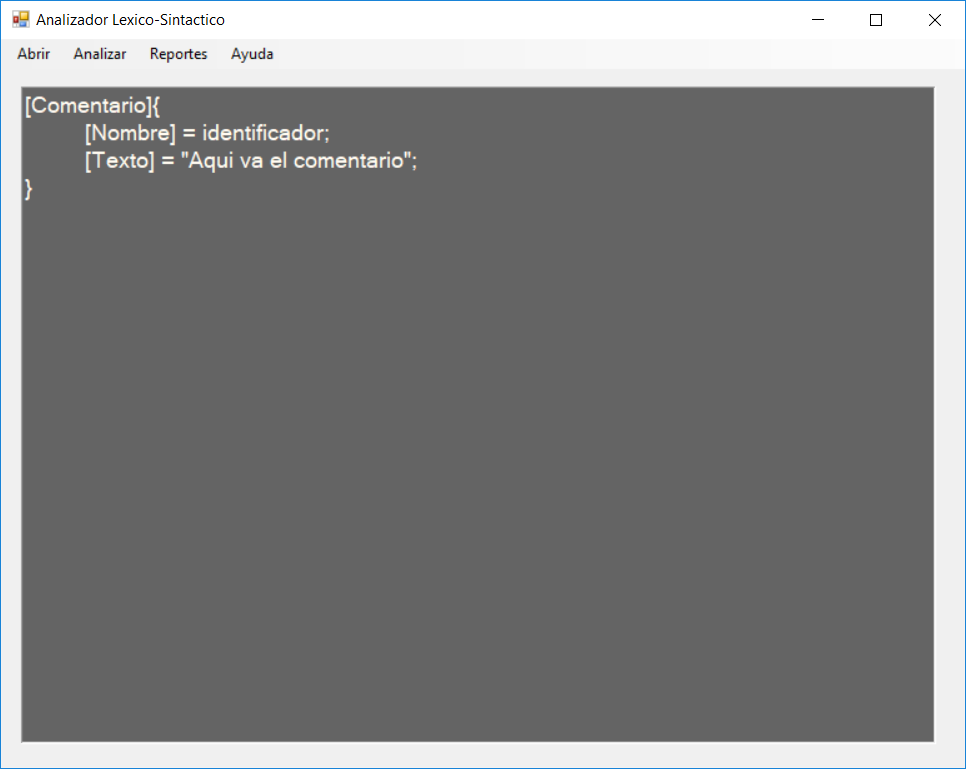 Analizador Lexico-Sintactico
Abrir Analizar Reportes Ayuda
[Comentario]{
[Nombre] = identificador;
[Texto] = "Aqui va el comentario";
}